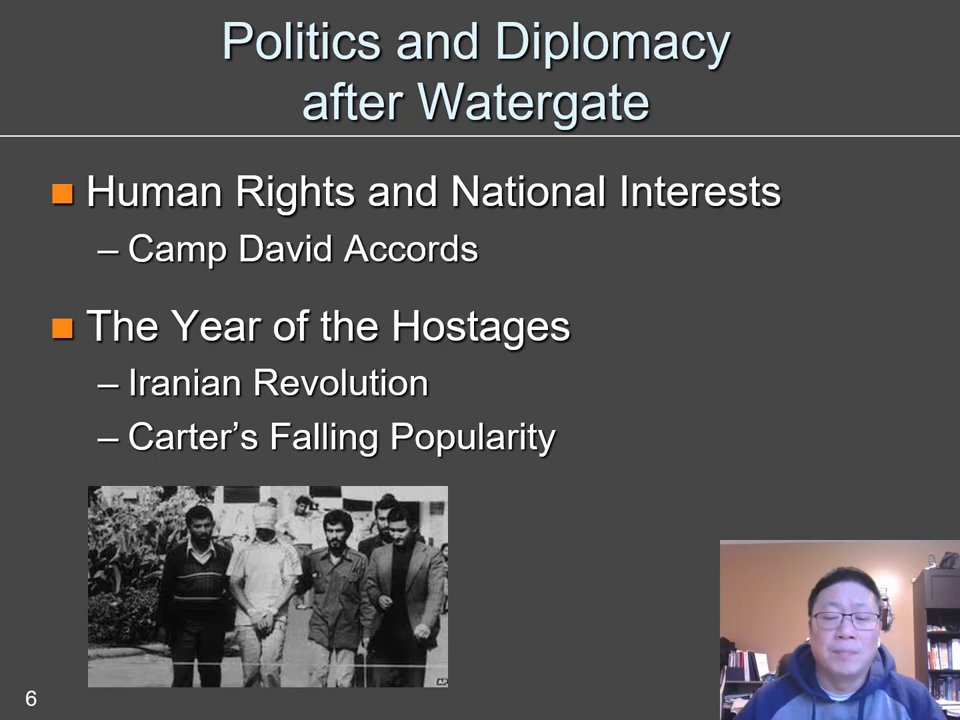 Politics and Diplomacy
after Watergate
■ Human Rights and National Interests
– Camp David Accords
■ The Year of the Hostages
– Iranian Revolution
– Carter’s Falling Popularity
AP
6